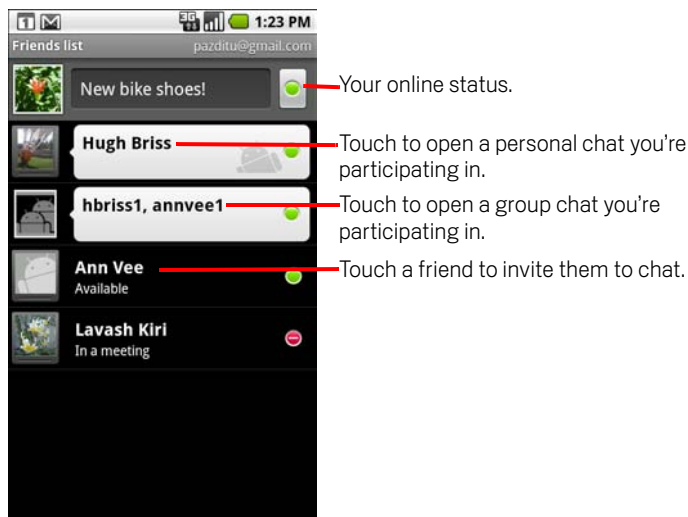 1
3G
1:23 PM
Friends list
pazditu@gmail.com
New bike shoes!
Your online status.
Hugh Briss
Touch to open a personal chat you’re
participating in.
hbriss1, annvee1
Touch to open a group chat you’re
participating in.
Ann Vee
Available
Touch a friend to invite them to chat.
Lavash Kiri
In a meeting